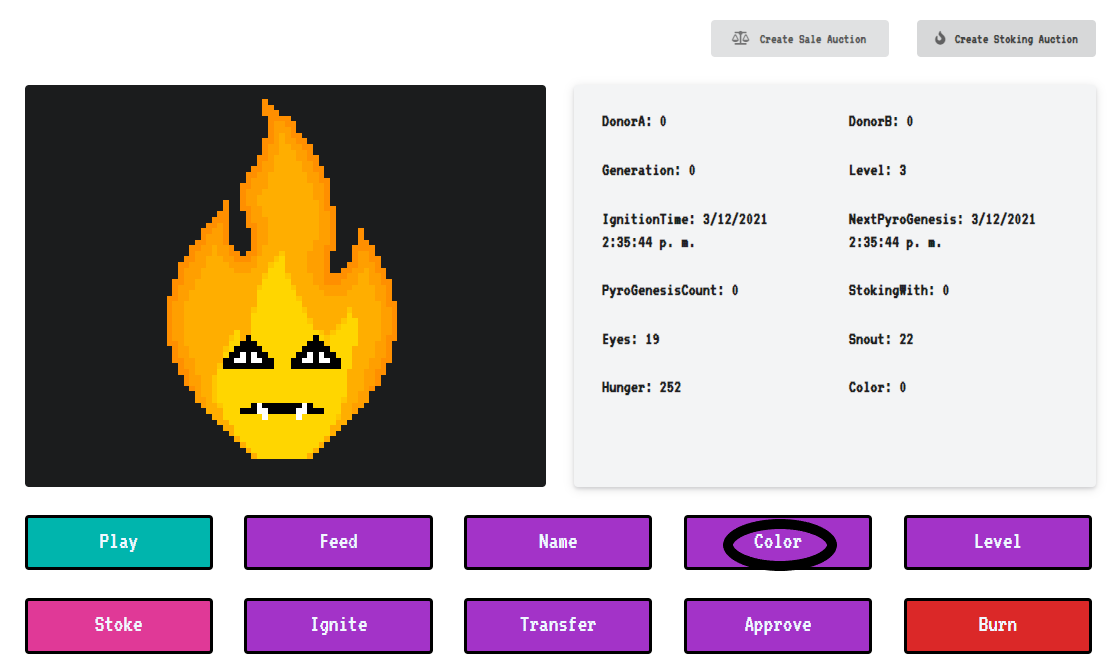 Create Sale Auction
Create Stoking Auction
DonorA: 0
DonorB: 0
Generation: 0
Level: 3
IgnitionTime: 3/12/2021
2:35:44 p. m.
NextPyroGenesis: 3/12/2021
2:35:44 p. m.
PyroGenesisCount: 0
StokingWith: 0
Eyes: 19
Snout: 22
Hunger: 252
Color: 0
Play
Feed
Name
Color
Level
Stoke
Ignite
Transfer
Approve
Burn